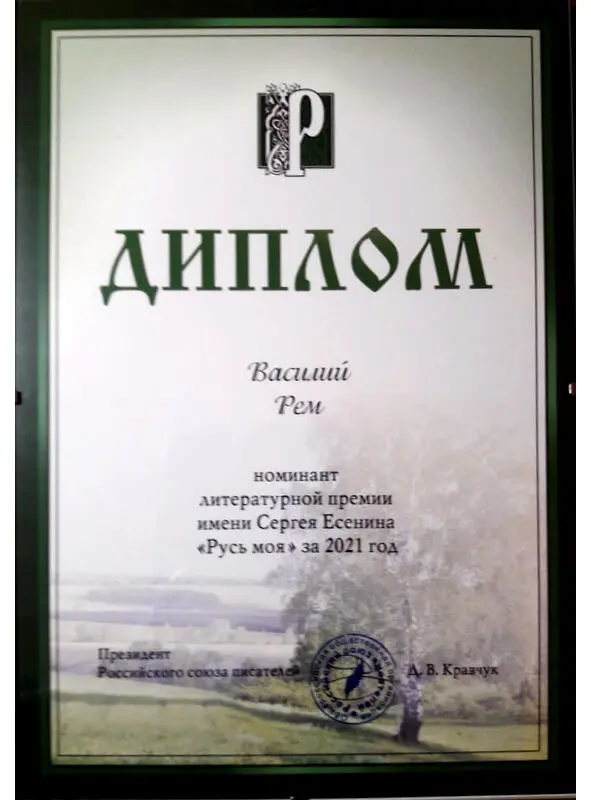 Р
ДИПЛОМ
Василий
Рем
номинант
литературной премии
имени Сергея Есенина
«Русь моя» за 2021 год
Президент
Российского союза писателей
Д. В. Кравчук